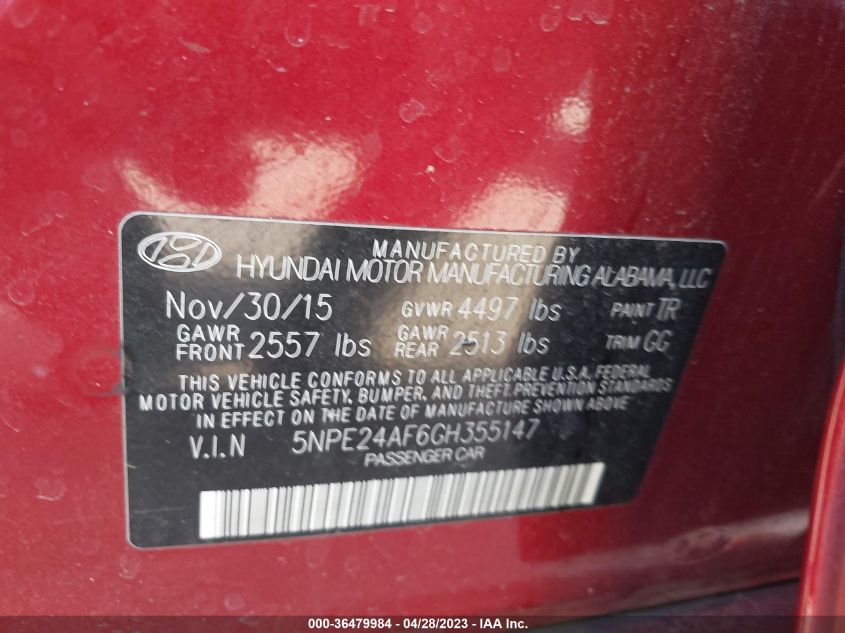 MANUFACTURED BY
HYUNDAI MOTOR MANUFACTURING ALABAMA, LLC
Nov/30/15 GVWR 4497 lbs PAINT TR
GAWR FRONT 2557 lbs GAWR REAR 2513 lbs TRIM GG
THIS VEHICLE CONFORMS TO ALL APPLICABLE U.S.A. FEDERAL
MOTOR VEHICLE SAFETY, BUMPER, AND THEFT PREVENTION STANDARDS
IN EFFECT ON THE DATE OF MANUFACTURE SHOWN ABOVE.
V.I.N 5NPE24AF6GH355147
PASSENGER CAR
000-36479984 - 04/28/2023 - IAA Inc.